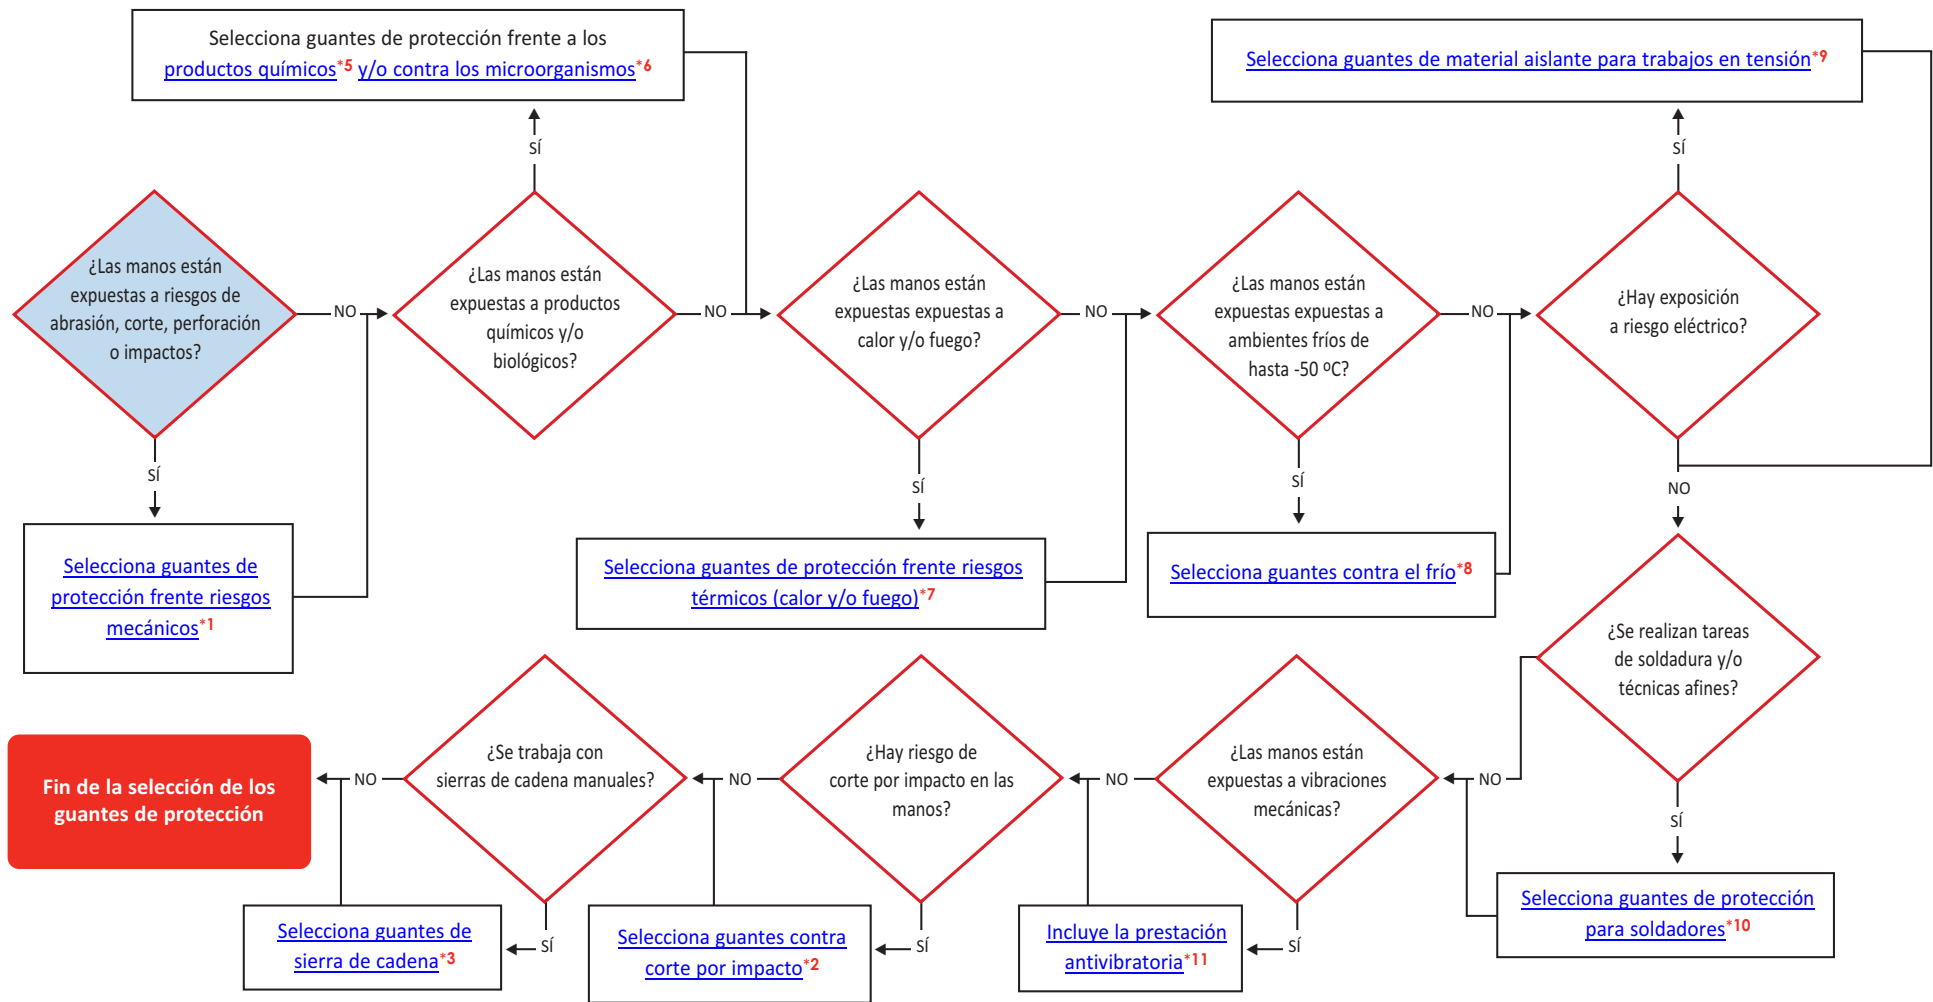 Selecciona guantes de protección frente a los
productos químicos*5 y/o contra los microorganismos*6
Selecciona guantes de material aislante para trabajos en tensión*9
SÍ
SÍ
¿Las manos están
expuestas a riesgos de
abrasión, corte, perforación
o impactos?
NO
¿Las manos están
expuestas a productos
químicos y/o
biológicos?
NO
¿Las manos están
expuestas expuestas a
calor y/o fuego?
NO
¿Las manos están
expuestas expuestas a
ambientes fríos de
hasta -50 ºC?
NO
¿Hay exposición
a riesgo eléctrico?
SÍ
SÍ
SÍ
NO
Selecciona guantes de
protección frente riesgos
mecánicos*1
Selecciona guantes de protección frente riesgos
térmicos (calor y/o fuego)*7
Selecciona guantes contra el frío*8
¿Se realizan tareas
de soldadura y/o
técnicas afines?
Fin de la selección de los
guantes de protección
NO
¿Se trabaja con
sierras de cadena manuales?
NO
¿Hay riesgo de
corte por impacto en las
manos?
NO
¿Las manos están
expuestas a vibraciones
mecánicas?
NO
SÍ
Selecciona guantes de
sierra de cadena*3
SÍ
Selecciona guantes contra
corte por impacto*2
SÍ
Incluye la prestación
antivibratoria*11
SÍ
Selecciona guantes de protección
para soldadores*10